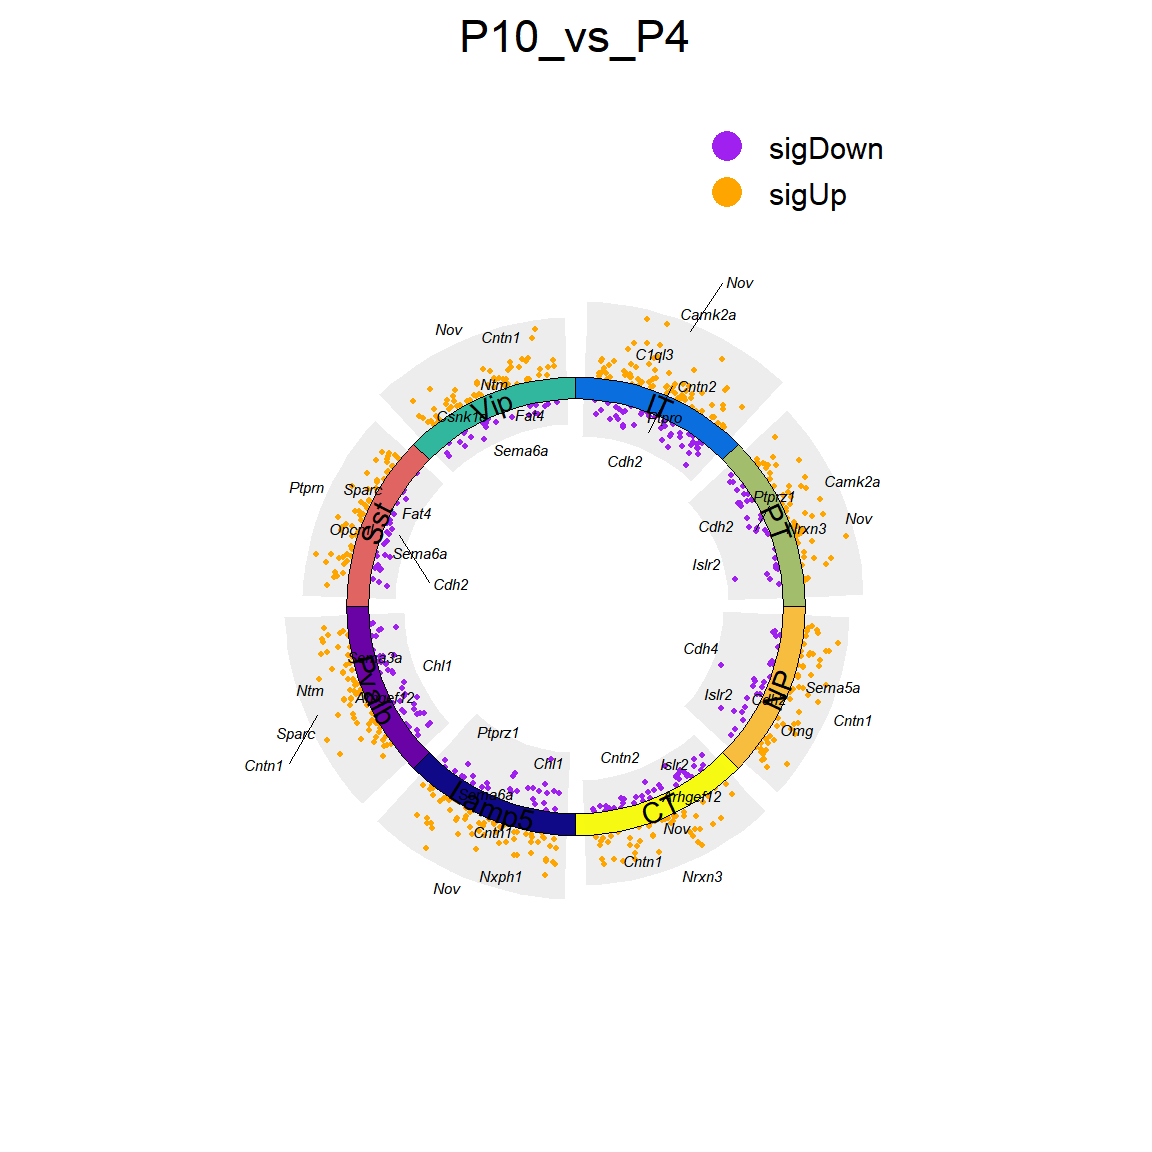 P10_vs_P4
sigDown
sigUp
Nov
Camk2a
C1ql3
Cntn2
IT
Ptpro
Cdh2
Nov
Cntn1
Ntm
Vip
Fat4
Sema6a
Camk2a
Nov
Ptprz1
PT
Nrxn3
Cdh2
Islr2
Ptprn
Sparc
Sst
Fat4
Sema6a
Cdh2
Cdh4
Islr2
Cdh2
NP
Sema5a
Cntn1
Omg
Sema3a
Chl1
Pvalb
Ntm
Arhgef12
Sparc
Cntn1
Ptprz1
Chl1
Sema6a
Lamp5
Cntn1
Nxph1
Nov
Cntn2
Islr2
Arhgef12
CT
Nov
Cntn1
Nrxn3